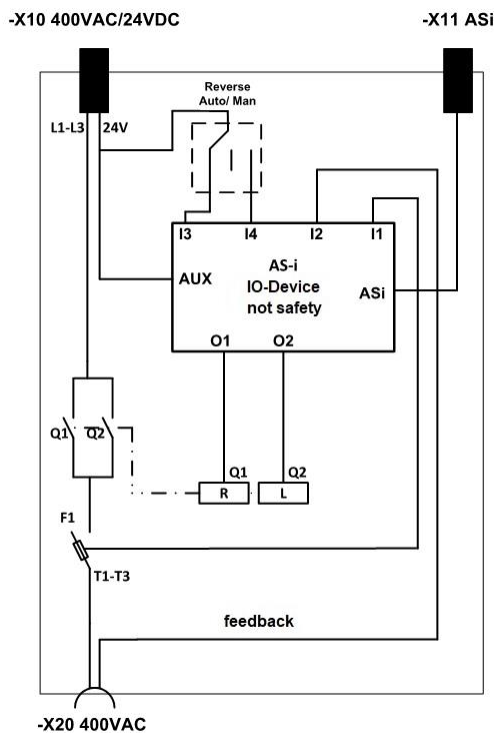 -X10 400VAC/24VDC
-X11 ASi
Reverse
Auto/ Man
L1-L3
24V
I3
I4
I2
I1
AS-i
IO-Device
not safety
AUX
ASi
O1
O2
Q1
Q2
Q1
Q2
R
L
F1
T1-T3
feedback
-X20 400VAC